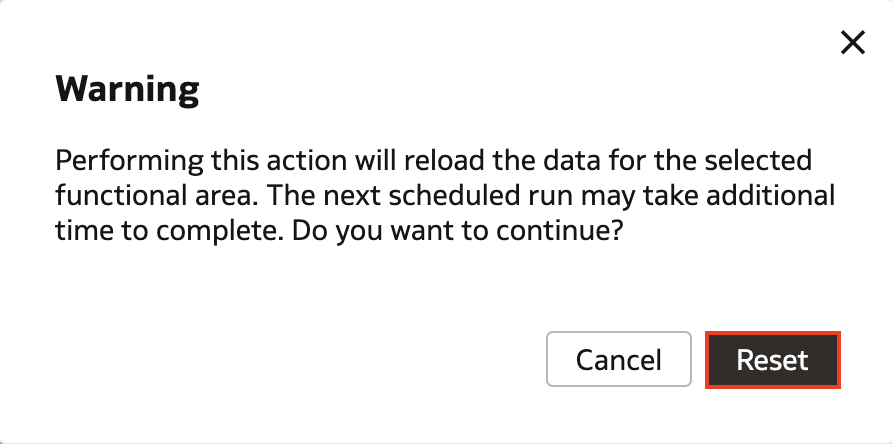 Warning
Performing this action will reload the data for the selected
functional area. The next scheduled run may take additional
time to complete. Do you want to continue?
Cancel
Reset